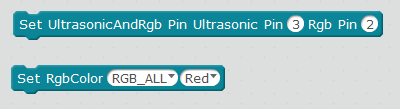 Set UltrasonicAndRgb Pin Ultrasonic Pin 3 Rgb Pin 2
Set RgbColor RGB_ALL Red